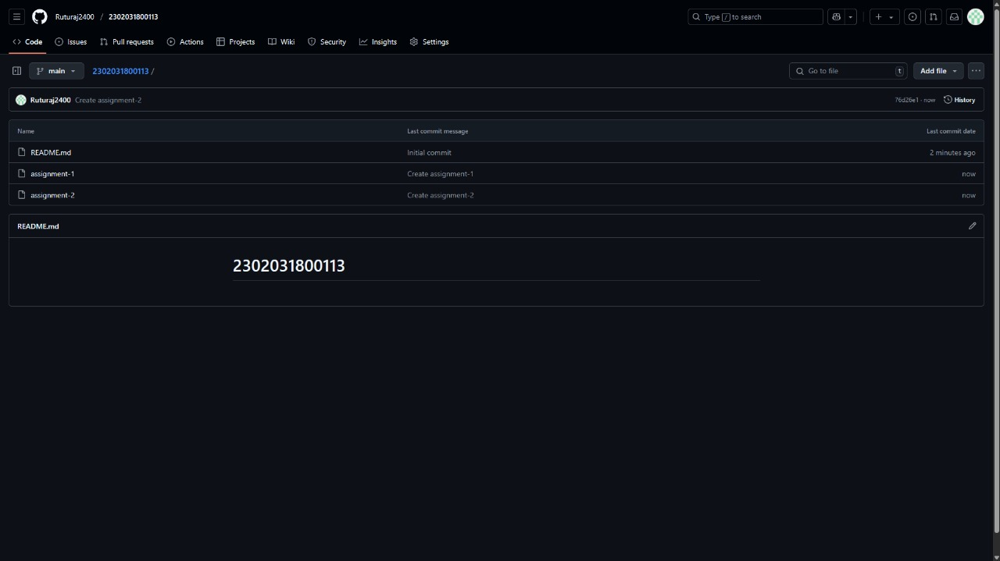 Ruturaj2400 / 2302031800113 Type / to search
Code Issues Pull requests Actions Projects Wiki Security Insights Settings
main 2302031800113 / Go to file t Add file
Ruturaj2400 Create assignment-2 76d26e1 · now History
Name Last commit message Last commit date
README.md Initial commit 2 minutes ago
assignment-1 Create assignment-1 now
assignment-2 Create assignment-2 now
README.md
2302031800113